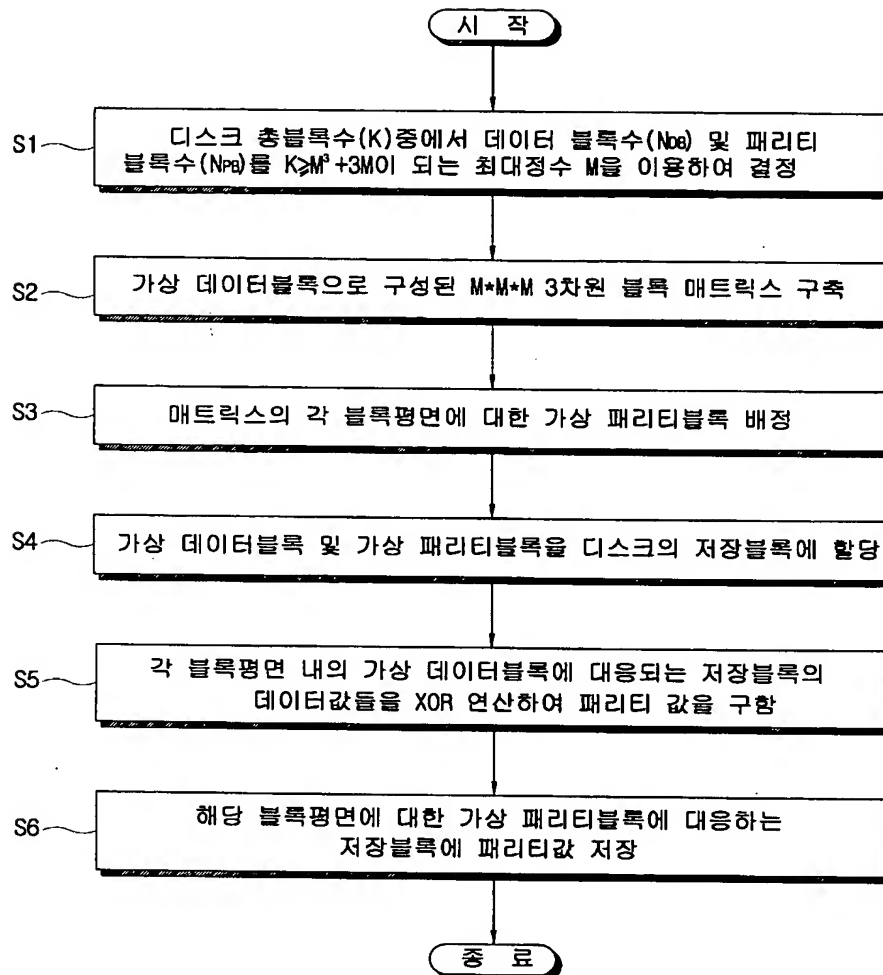 시 작
S1
디스크 총블록수(K)중에서 데이터 블록수(NDB) 및 패리티
블록수(NPB)를 K≥M³+3M이 되는 최대정수 M을 이용하여 결정
S2
가상 데이터블록으로 구성된 M*M*M 3차원 블록 매트릭스 구축
S3
매트릭스의 각 블록평면에 대한 가상 패리티블록 배정
S4
가상 데이터블록 및 가상 패리티블록을 디스크의 저장블록에 할당
S5
각 블록평면 내의 가상 데이터블록에 대응되는 저장블록의
데이터값들을 XOR 연산하여 패리티 값을 구함
S6
해당 블록평면에 대한 가상 패리티블록에 대응하는
저장블록에 패리티값 저장
종 료